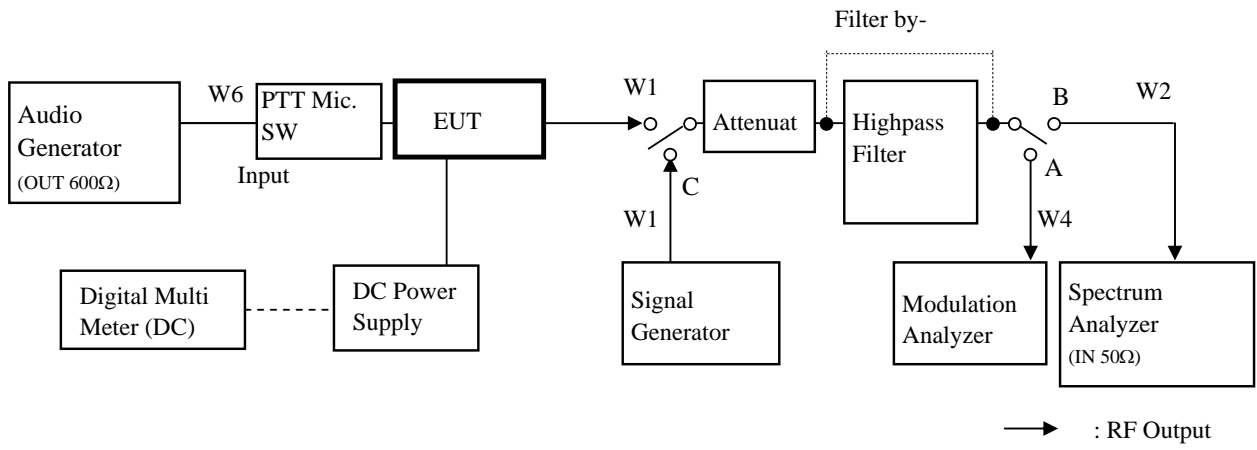 Filter by-
Audio
Generator
(OUT 600Ω)
W6
PTT Mic.
SW
Input
EUT
W1
C
W1
Attenuat
Highpass
Filter
B
A
W2
W4
Digital Multi
Meter (DC)
DC Power
Supply
Signal
Generator
Modulation
Analyzer
Spectrum
Analyzer
(IN 50Ω)
: RF Output